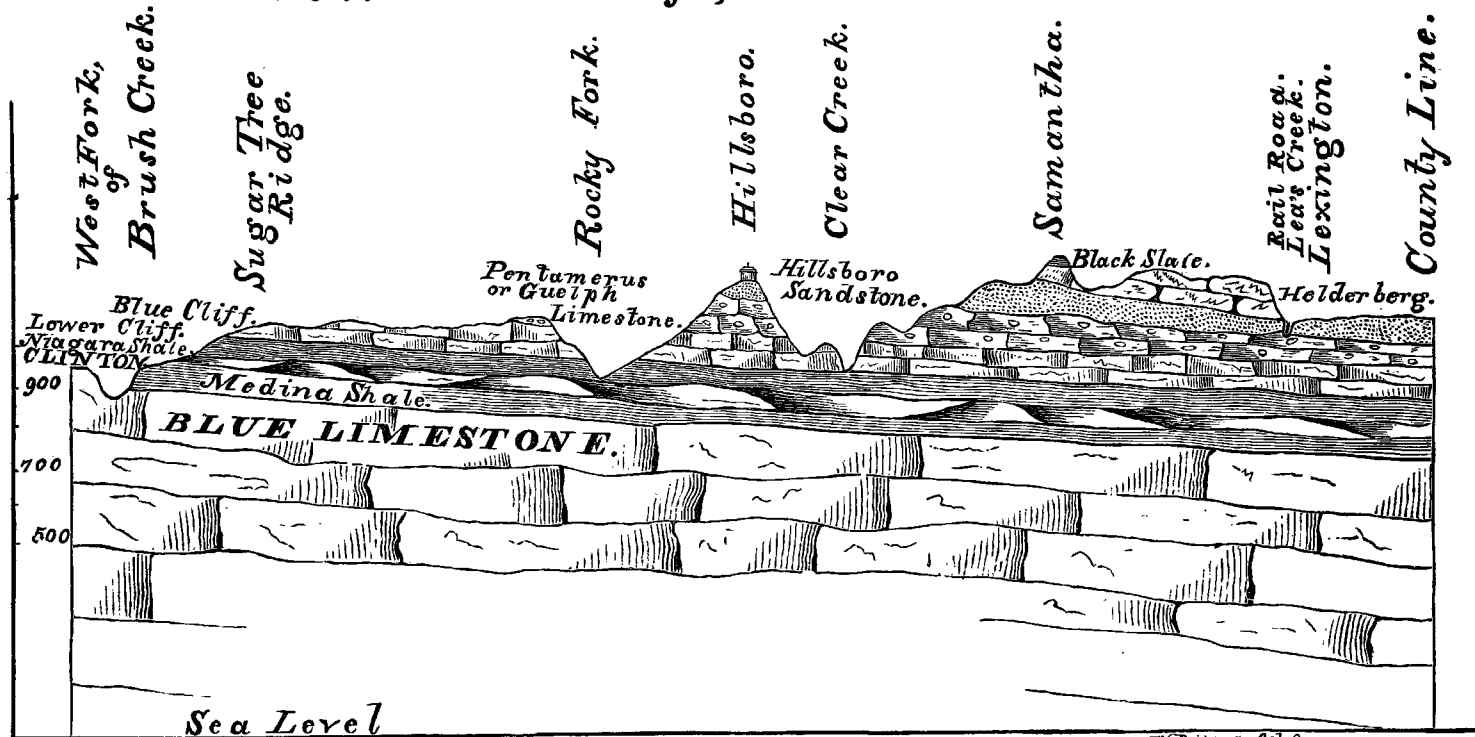 West Fork,
of
Brush Creek.
Sugar Tree
Ridge.
Rocky Fork.
Hillsboro.
Clear Creek.
Samantha.
Rail Road.
Lea's Creek.
Lexington.
County Line.
Blue Cliff.
Lower Cliff.
Niagara Shale.
CLINTON.
Pentamerus
or Guelph
Limestone.
Hillsboro
Sandstone.
Black Slate.
Helderberg.
900
Medina Shale.
BLUE LIMESTONE.
700
500
Sea Level